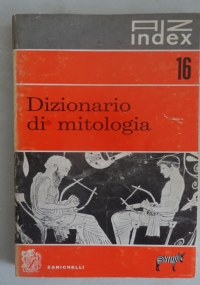 AZ
index
16
Dizionario
di mitologia
ZANICHELLI